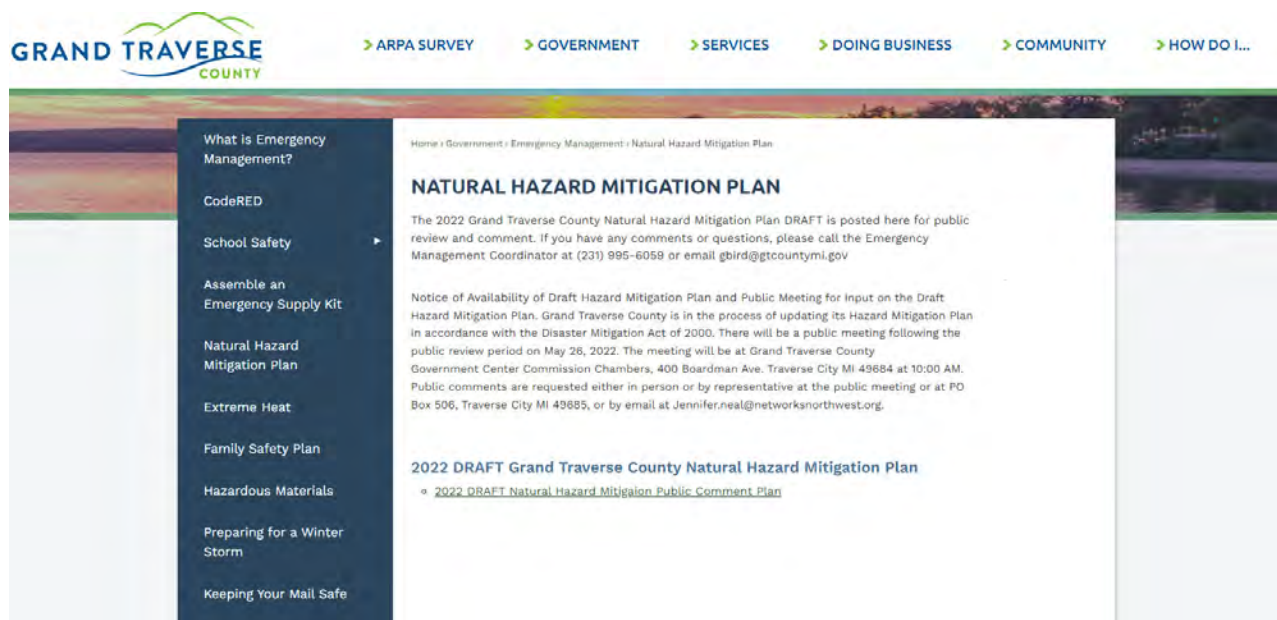 GRAND TRAVERSE
COUNTY
> ARPA SURVEY > GOVERNMENT > SERVICES > DOING BUSINESS > COMMUNITY > HOW DO I...
What is Emergency
Management?
CodeRED
School Safety
Assemble an
Emergency Supply Kit
Natural Hazard
Mitigation Plan
Extreme Heat
Family Safety Plan
Hazardous Materials
Preparing for a Winter
Storm
Keeping Your Mail Safe
Home › Government › Emergency Management › Natural Hazard Mitigation Plan
NATURAL HAZARD MITIGATION PLAN
The 2022 Grand Traverse County Natural Hazard Mitigation Plan DRAFT is posted here for public
review and comment. If you have any comments or questions, please call the Emergency
Management Coordinator at (231) 995-6059 or email gbird@gtcountymi.gov
Notice of Availability of Draft Hazard Mitigation Plan and Public Meeting for Input on the Draft
Hazard Mitigation Plan. Grand Traverse County is in the process of updating its Hazard Mitigation Plan
in accordance with the Disaster Mitigation Act of 2000. There will be a public meeting following the
public review period on May 26, 2022. The meeting will be at Grand Traverse County
Government Center Commission Chambers, 400 Boardman Ave. Traverse City MI 49684 at 10:00 AM.
Public comments are requested either in person or by representative at the public meeting or at PO
Box 506, Traverse City MI 49685, or by email at Jennifer.neal@networksnorthwest.org.
2022 DRAFT Grand Traverse County Natural Hazard Mitigation Plan
2022 DRAFT Natural Hazard Mitigaion Public Comment Plan